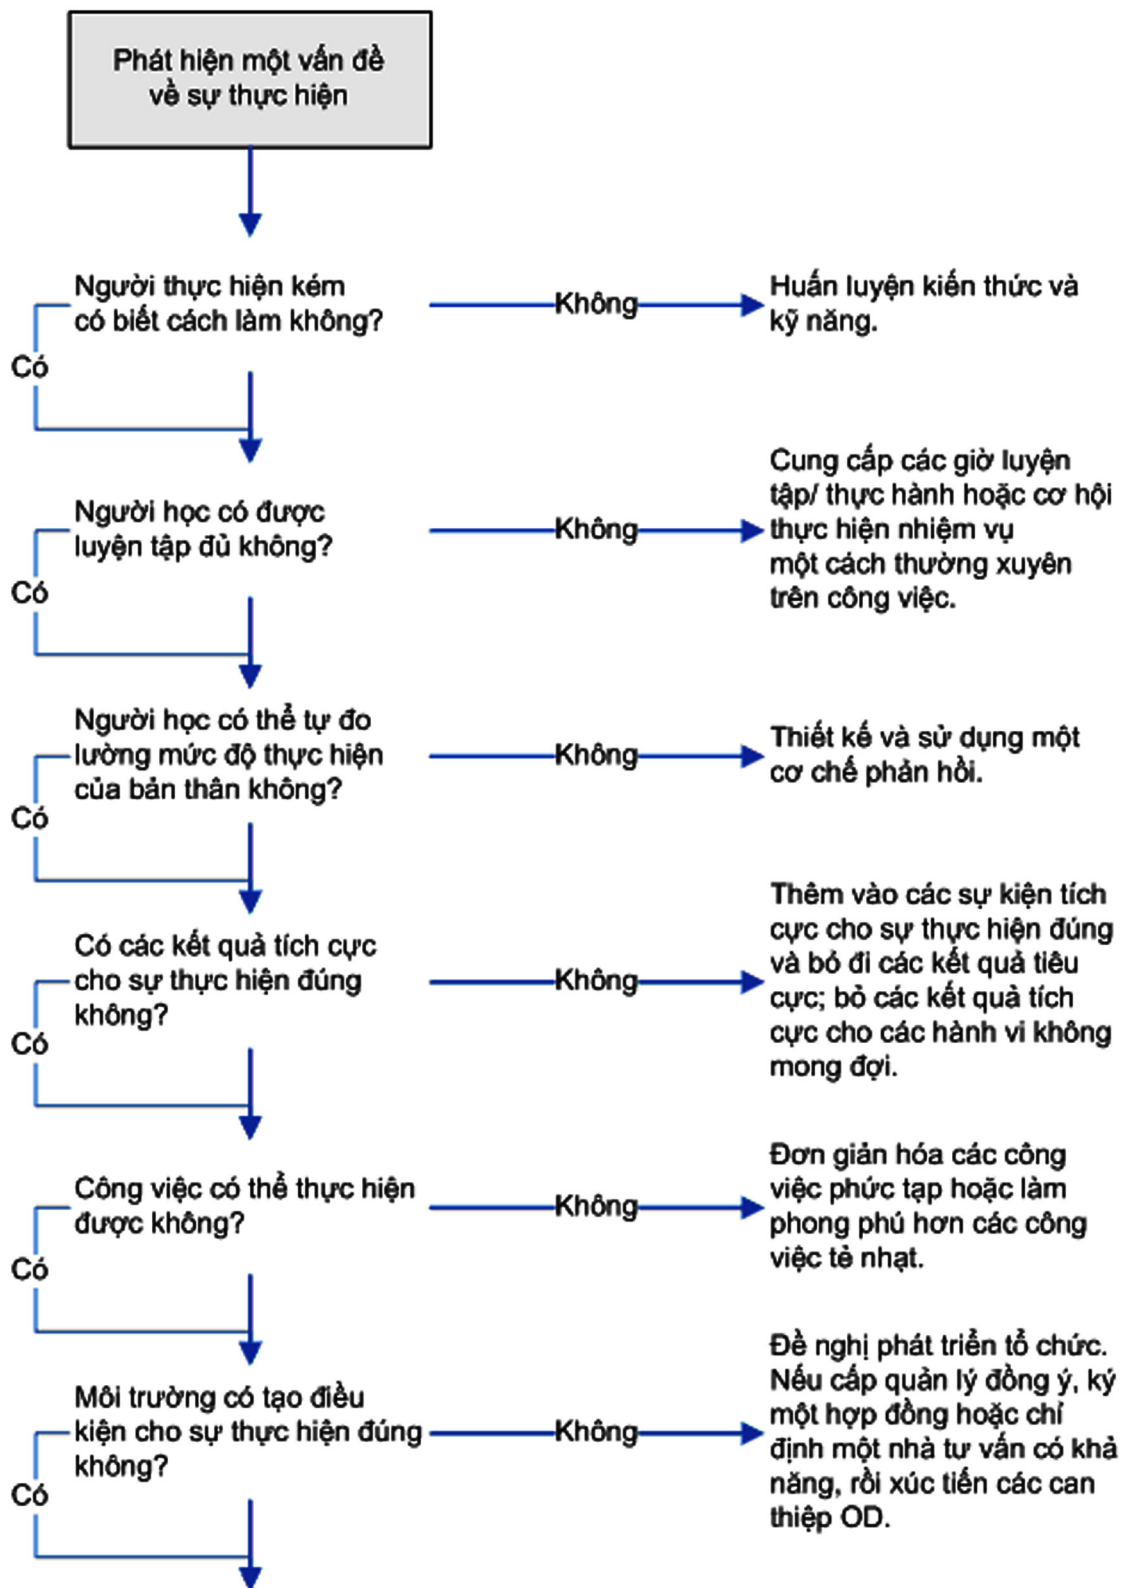 Phát hiện một vấn đề
về sự thực hiện
Người thực hiện kém
có biết cách làm không?
Không
Huấn luyện kiến thức và
kỹ năng.
Có
Người học có được
luyện tập đủ không?
Không
Cung cấp các giờ luyện
tập/ thực hành hoặc cơ hội
thực hiện nhiệm vụ
một cách thường xuyên
trên công việc.
Có
Người học có thể tự đo
lường mức độ thực hiện
của bản thân không?
Không
Thiết kế và sử dụng một
cơ chế phản hồi.
Có
Có các kết quả tích cực
cho sự thực hiện đúng
không?
Không
Thêm vào các sự kiện tích
cực cho sự thực hiện đúng
và bỏ đi các kết quả tiêu
cực; bỏ các kết quả tích
cực cho các hành vi không
mong đợi.
Có
Công việc có thể thực hiện
được không?
Không
Đơn giản hóa các công
việc phức tạp hoặc làm
phong phú hơn các công
việc tẻ nhạt.
Có
Môi trường có tạo điều
kiện cho sự thực hiện đúng
không?
Không
Đề nghị phát triển tổ chức.
Nếu cấp quản lý đồng ý, ký
một hợp đồng hoặc chỉ
định một nhà tư vấn có khả
năng, rồi xúc tiến các can
thiệp OD.
Có